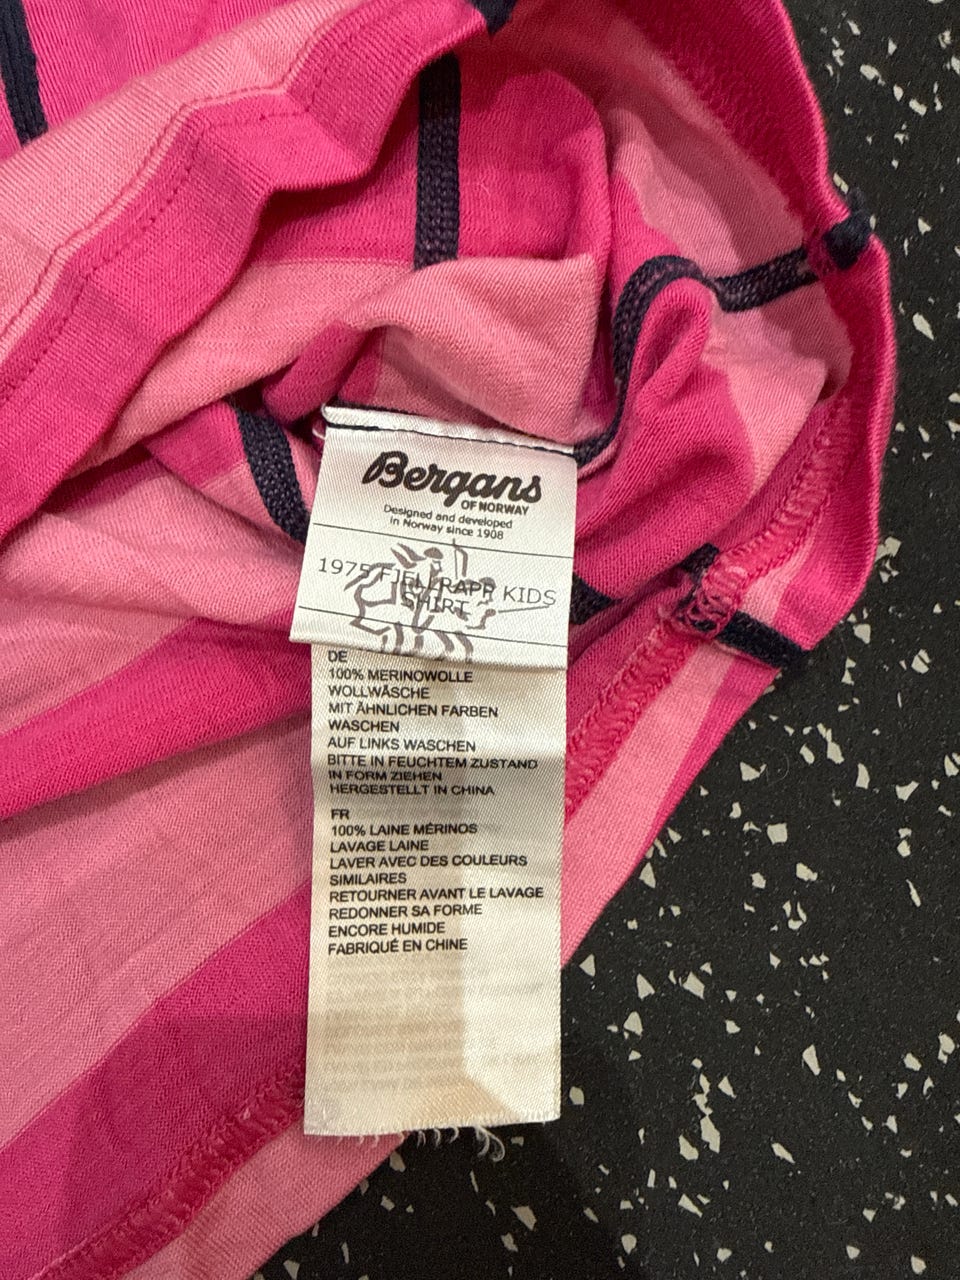 Bergans
OF NORWAY
Designed and developed
in Norway since 1908
1975 FJELLRAPP KIDS
SHIRT
DE
100% MERINOWOLLE
WOLLWÄSCHE
MIT ÄHNLICHEN FARBEN
WASCHEN
AUF LINKS WASCHEN
BITTE IN FEUCHTEM ZUSTAND
IN FORM ZIEHEN
HERGESTELLT IN CHINA
FR
100% LAINE MÉRINOS
LAVAGE LAINE
LAVER AVEC DES COULEURS
SIMILAIRES
RETOURNER AVANT LE LAVAGE
REDONNER SA FORME
ENCORE HUMIDE
FABRIQUÉ EN CHINE